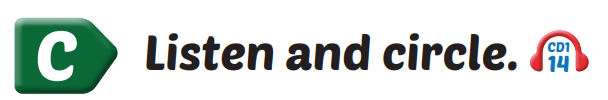 C Listen and circle. CD1
14